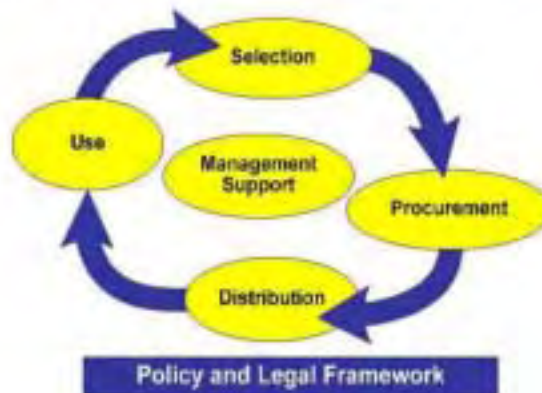 Selection
Use
Management
Support
Procurement
Distribution
Policy and Legal Framework